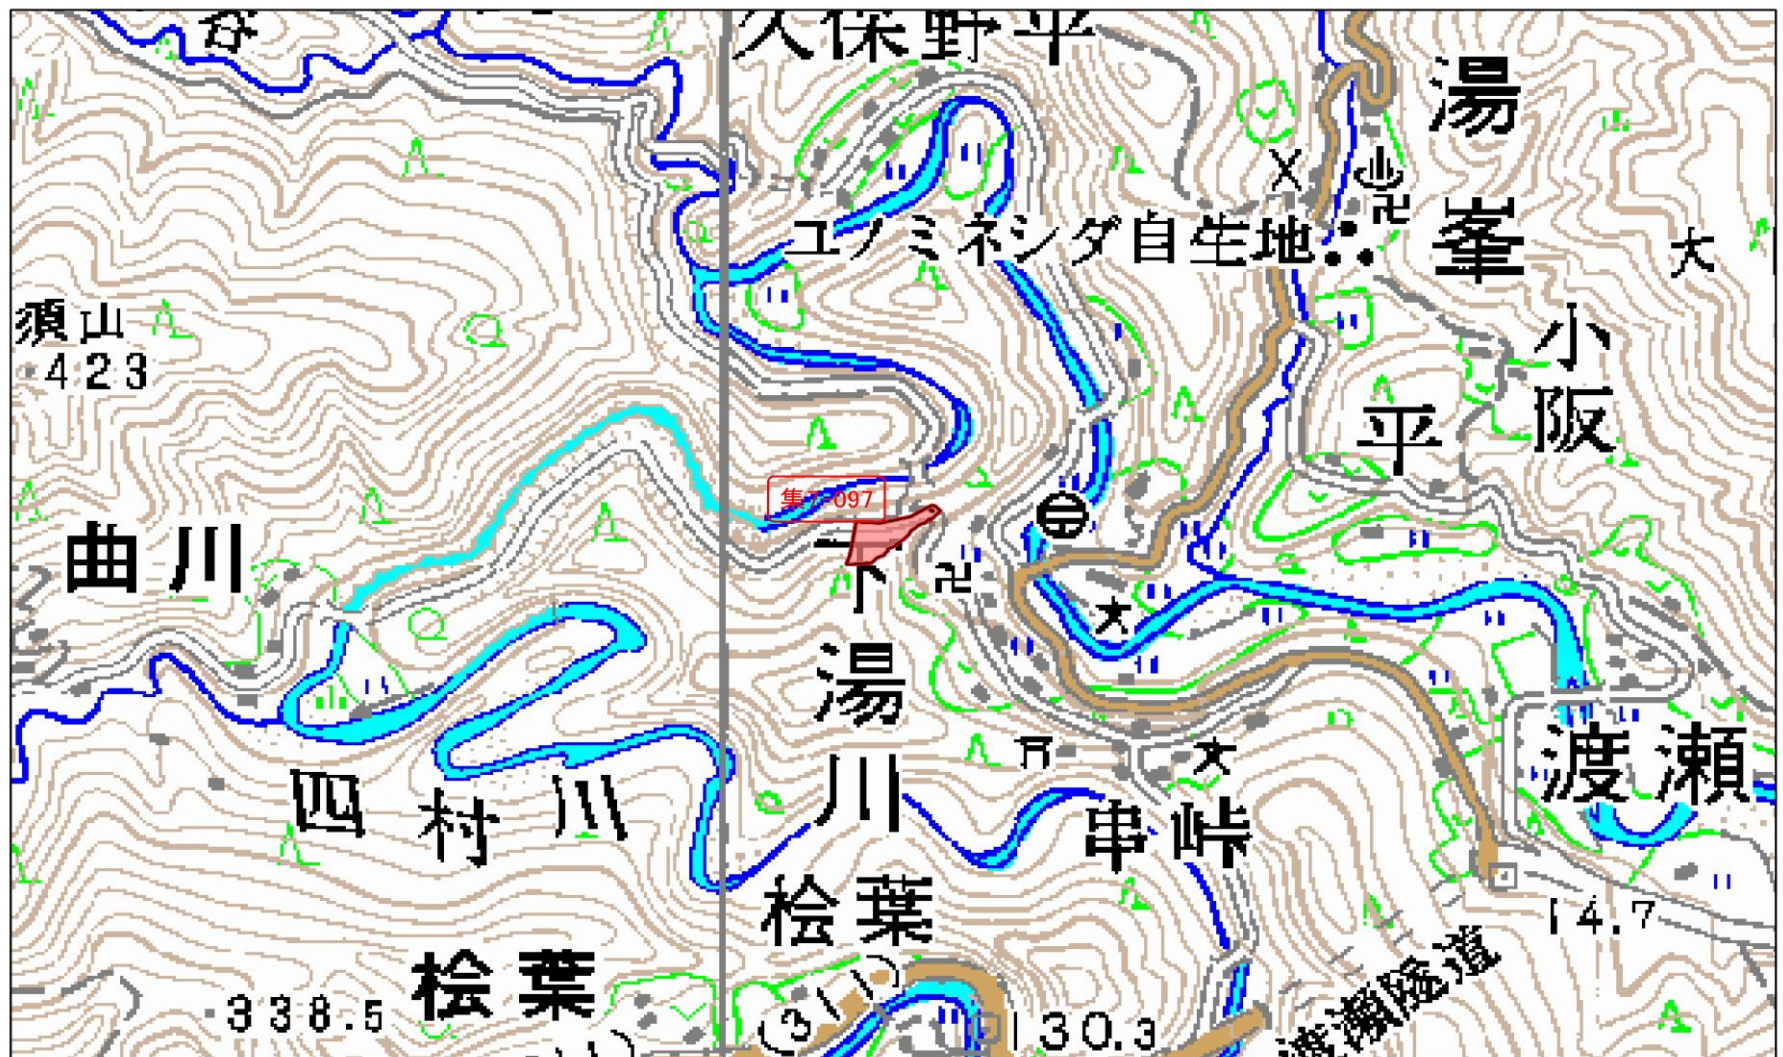 久保野平
谷
湯峯
ユノミネシダ自生地
大
須山
423
小阪
平
集7-097
曲川
下湯川
渡瀬
四村川
串峠
桧葉
14.7
桧葉
338.5
(311)
130.3
渡瀬隧道